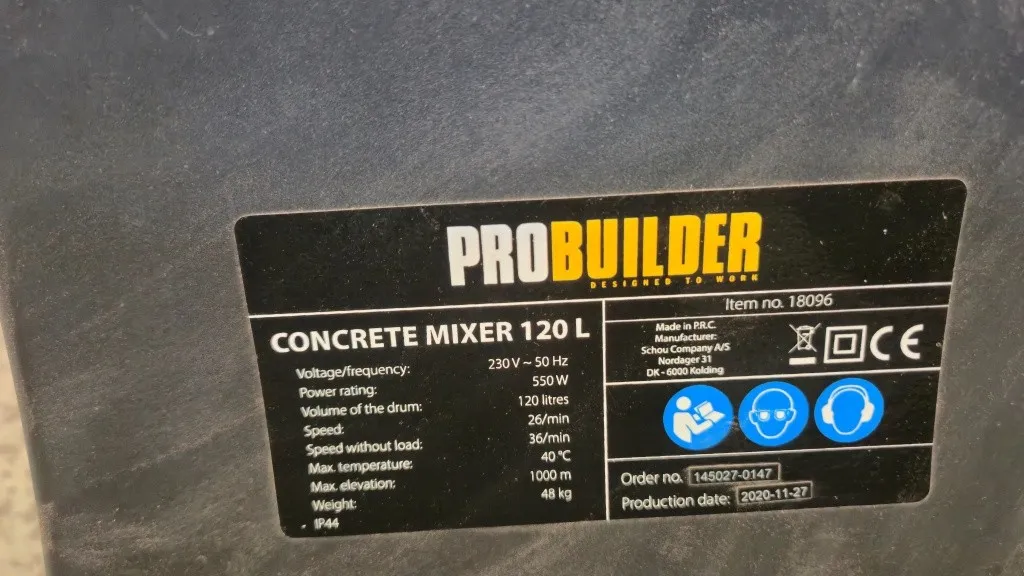 PROBUILDER
DESIGNED TO WORK
Item no. 18096
CONCRETE MIXER 120 L
Voltage/frequency: 230 V ~ 50 Hz
Power rating: 550 W
Volume of the drum: 120 litres
Speed: 26/min
Speed without load: 36/min
Max. temperature: 40 °C
Max. elevation: 1000 m
Weight: 48 kg
IP44
Made in P.R.C.
Manufacturer:
Schou Company A/S
Nordager 31
DK - 6000 Kolding
CE
Order no. 145027-0147
Production date: 2020-11-27